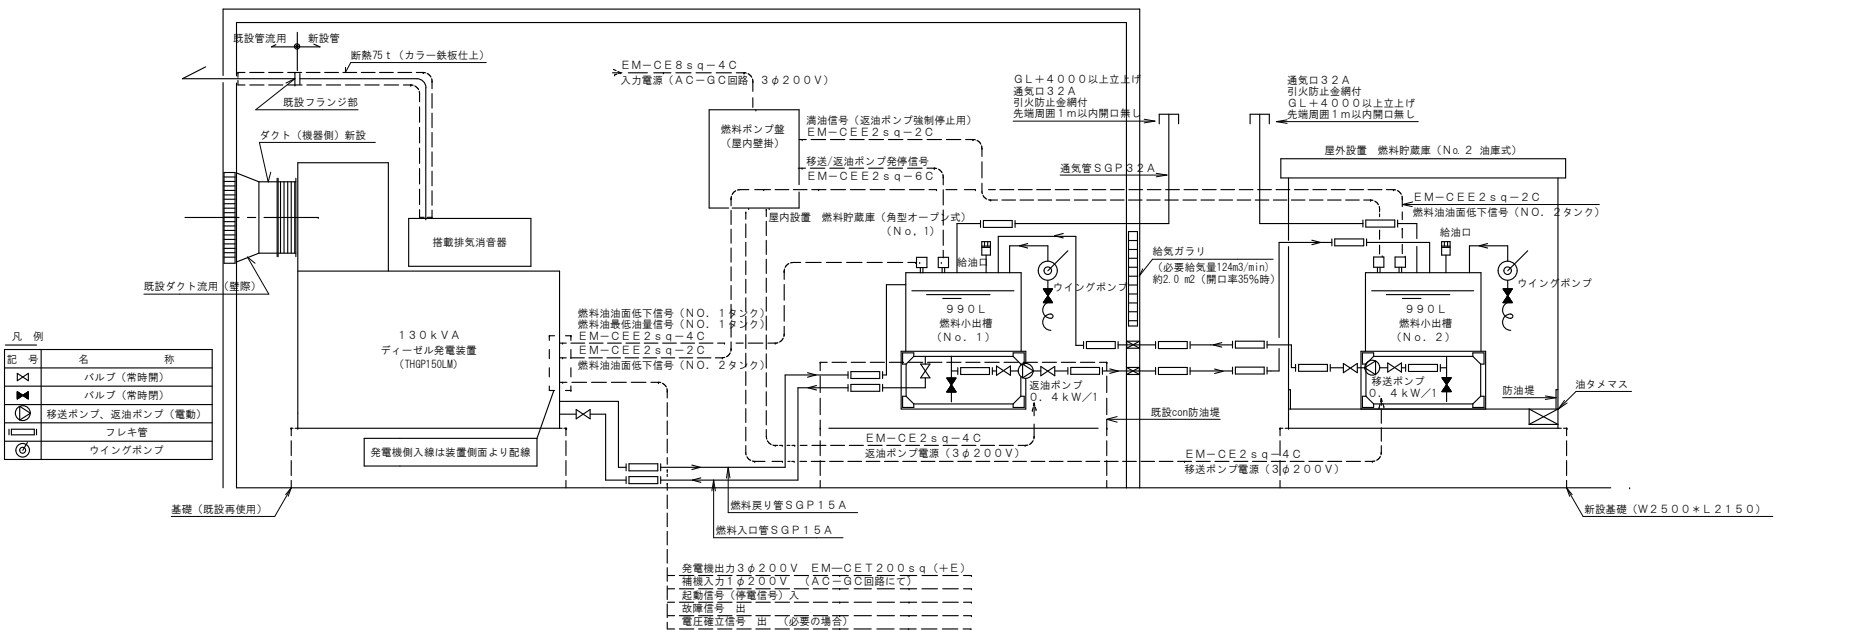 既設管流用
新設管
断熱75ｔ（カラー鉄板仕上）
既設フランジ部
ダクト（機器側）新設
搭載排気消音器
既設ダクト流用（壁際）
１３０ｋＶＡ
ディーゼル発電装置
(THGP150LM)
発電機側入線は装置側面より配線
基礎（既設再使用）
凡　例
記　号
名　　　称
バルブ（常時開）
バルブ（常時閉）
移送ポンプ、返油ポンプ（電動）
フレキ管
ウイングポンプ
ＥＭ－ＣＥ８ｓｑ－４Ｃ
入力電源（ＡＣ－ＧＣ回路　３φ２００Ｖ）
燃料ポンプ盤
（屋内壁掛）
満油信号（返油ポンプ強制停止用）
ＥＭ－ＣＥＥ２ｓｑ－２Ｃ
移送/返油ポンプ発停信号
ＥＭ－ＣＥＥ２ｓｑ－６Ｃ
屋内設置　燃料貯蔵庫（角型オープン式）
（Ｎｏ．１）
燃料油油面低下信号（ＮＯ．１タンク）
燃料油最低油量信号（ＮＯ．１タンク）
ＥＭ－ＣＥＥ２ｓｑ－４Ｃ
ＥＭ－ＣＥＥ２ｓｑ－２Ｃ
燃料油油面低下信号（ＮＯ．２タンク）
給油口
ウイングポンプ
９９０Ｌ
燃料小出槽
（Ｎｏ．１）
返油ポンプ
０．４ｋＷ／１
既設con防油堤
ＥＭ－ＣＥ２ｓｑ－４Ｃ
返油ポンプ電源（３φ２００Ｖ）
燃料戻り管ＳＧＰ１５Ａ
燃料入口管ＳＧＰ１５Ａ
発電機出力３φ２００Ｖ　ＥＭ－ＣＥＴ２００ｓｑ（＋Ｅ）
補機入力１φ２００Ｖ　（ＡＣ－ＧＣ回路にて）
起動信号（停電信号）入
故障信号　出
電圧確立信号　出　（必要の場合）
ＧＬ＋４０００以上立上げ
通気口３２Ａ
引火防止金網付
先端周囲１ｍ以内開口無し
通気管ＳＧＰ３２Ａ
給気ガラリ
(必要給気量124m3/min)
約2.0 m2（開口率35%時）
通気口３２Ａ
引火防止金網付
ＧＬ＋４０００以上立上げ
先端周囲１ｍ以内開口無し
屋外設置　燃料貯蔵庫（Ｎｏ.２ 油庫式）
ＥＭ－ＣＥＥ２ｓｑ－２Ｃ
燃料油油面低下信号（ＮＯ．２タンク）
給油口
ウイングポンプ
９９０Ｌ
燃料小出槽
（Ｎｏ．２）
移送ポンプ
０．４ｋＷ／１
防油堤
油タメマス
ＥＭ－ＣＥ２ｓｑ－４Ｃ
移送ポンプ電源（３φ２００Ｖ）
新設基礎（Ｗ２５００＊Ｌ２１５０）